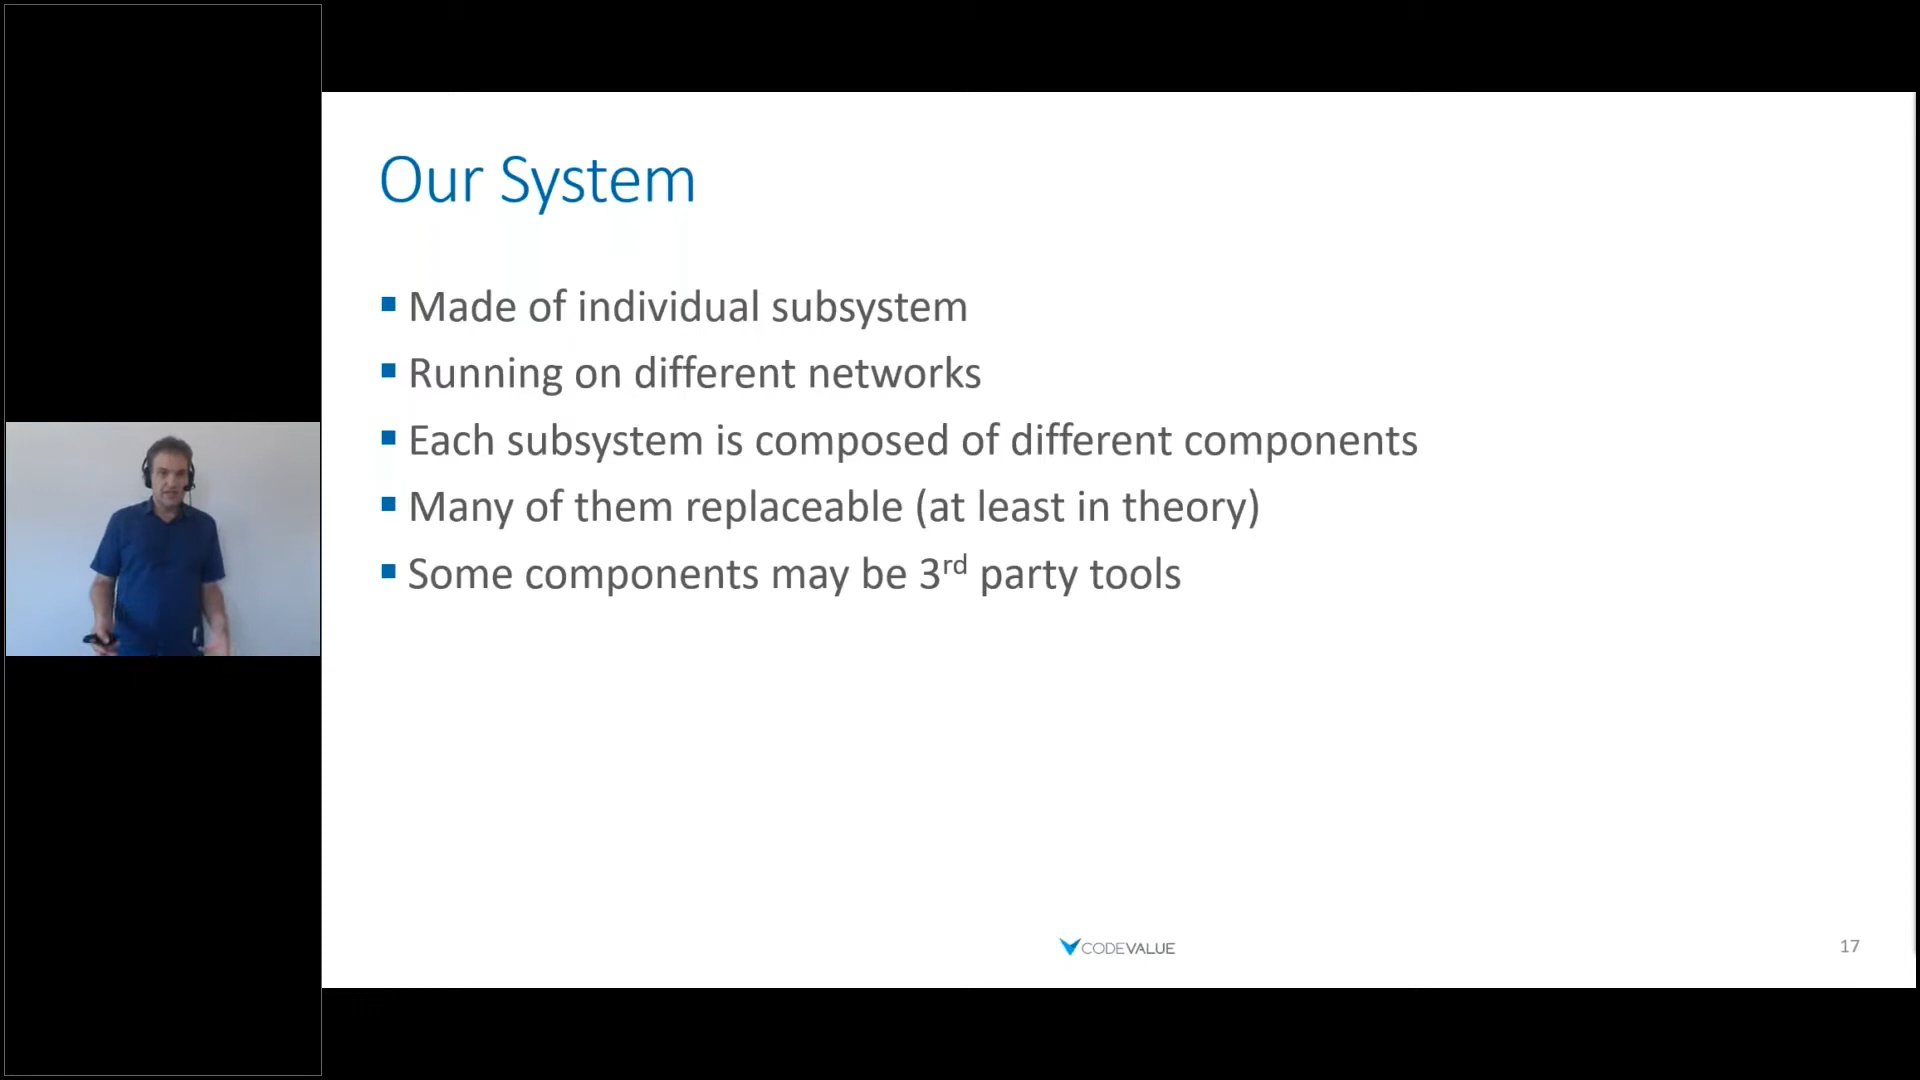 Our System
Made of individual subsystem
Running on different networks
Each subsystem is composed of different components
Many of them replaceable (at least in theory)
Some components may be 3rd party tools
CODEVALUE
17